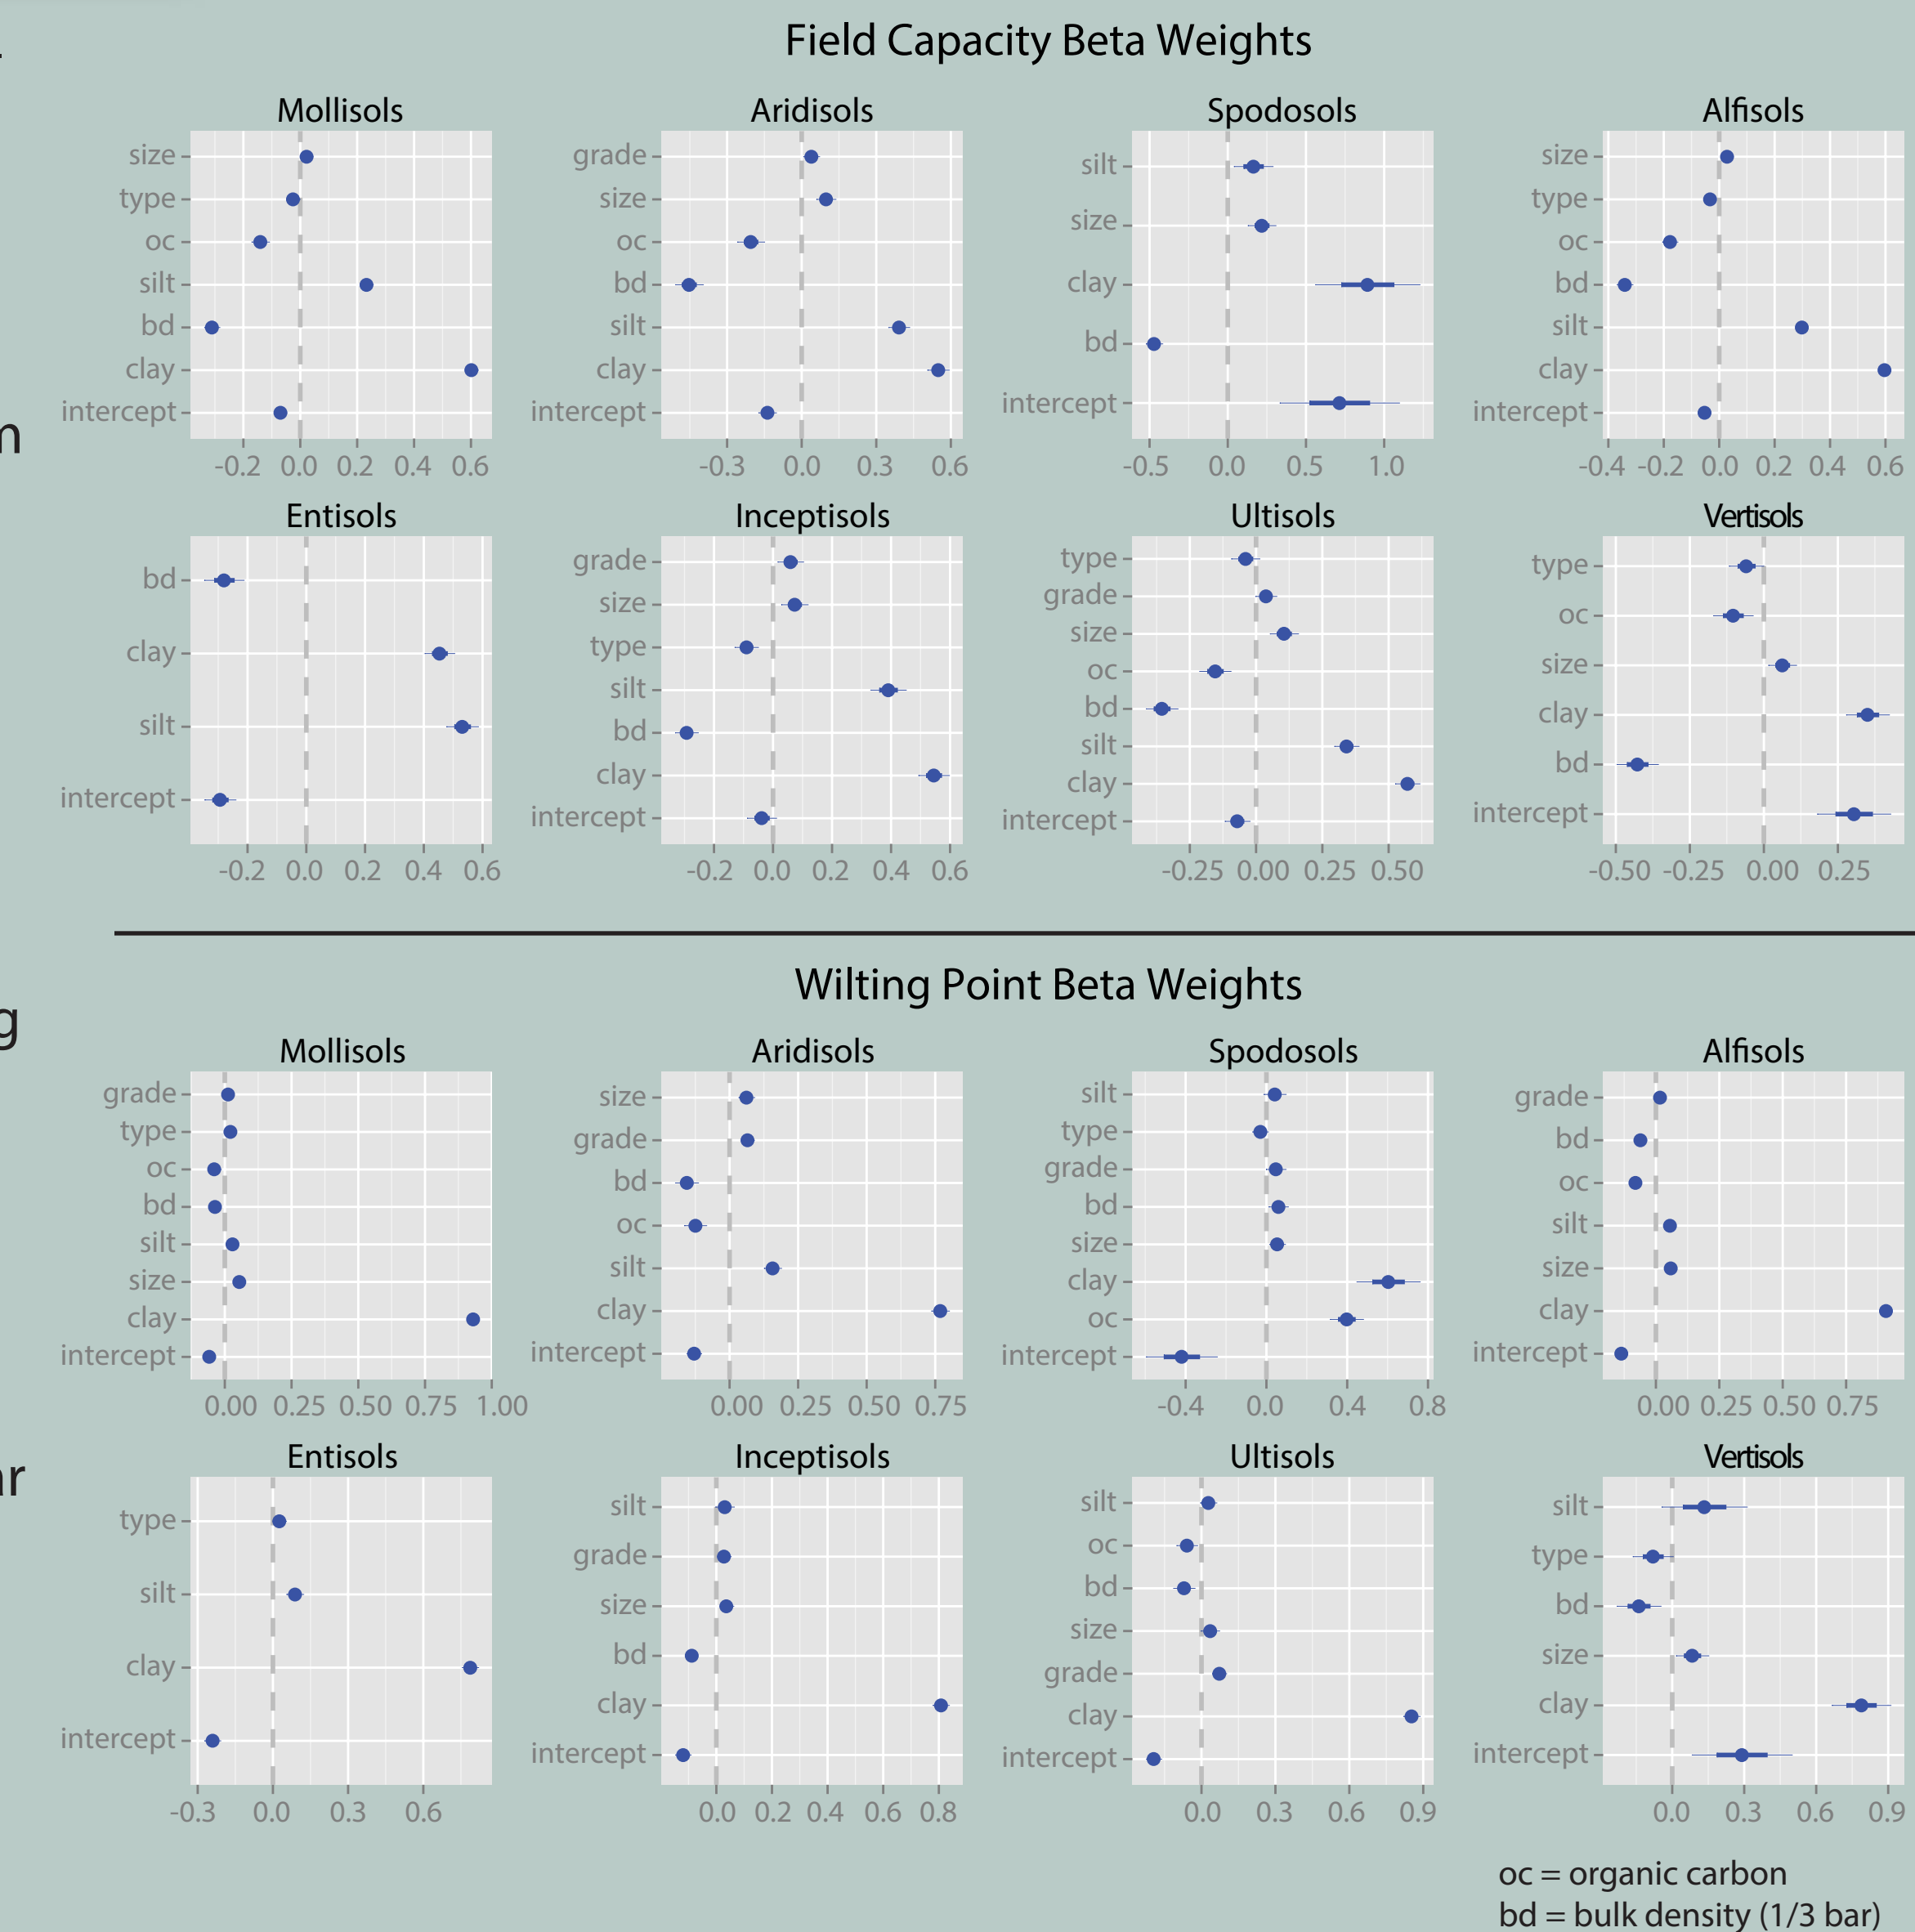 Field Capacity Beta Weights
Mollisols
size
type
oc
silt
bd
clay
intercept
-0.2 0.0 0.2 0.4 0.6
Aridisols
grade
size
oc
bd
silt
clay
intercept
-0.3 0.0 0.3 0.6
Spodosols
silt
size
clay
bd
intercept
-0.5 0.0 0.5 1.0
Alfisols
size
type
oc
bd
silt
clay
intercept
-0.4 -0.2 0.0 0.2 0.4 0.6
m
Entisols
bd
clay
silt
intercept
-0.2 0.0 0.2 0.4 0.6
Inceptisols
grade
size
type
silt
bd
clay
intercept
-0.2 0.0 0.2 0.4 0.6
Ultisols
type
grade
size
oc
bd
silt
clay
intercept
-0.25 0.00 0.25 0.50
Vertisols
type
oc
size
clay
bd
intercept
-0.50 -0.25 0.00 0.25
Wilting Point Beta Weights
g
Mollisols
grade
type
oc
bd
silt
size
clay
intercept
0.00 0.25 0.50 0.75 1.00
Aridisols
size
grade
bd
oc
silt
clay
intercept
0.00 0.25 0.50 0.75
Spodosols
silt
type
grade
bd
size
clay
oc
intercept
-0.4 0.0 0.4 0.8
Alfisols
grade
bd
oc
silt
size
clay
intercept
0.00 0.25 0.50 0.75
ar
Entisols
type
silt
clay
intercept
-0.3 0.0 0.3 0.6
Inceptisols
silt
grade
size
bd
clay
intercept
0.0 0.2 0.4 0.6 0.8
Ultisols
silt
oc
bd
size
grade
clay
intercept
0.0 0.3 0.6 0.9
Vertisols
silt
type
bd
size
clay
intercept
0.0 0.3 0.6 0.9
oc = organic carbon
bd = bulk density (1/3 bar)